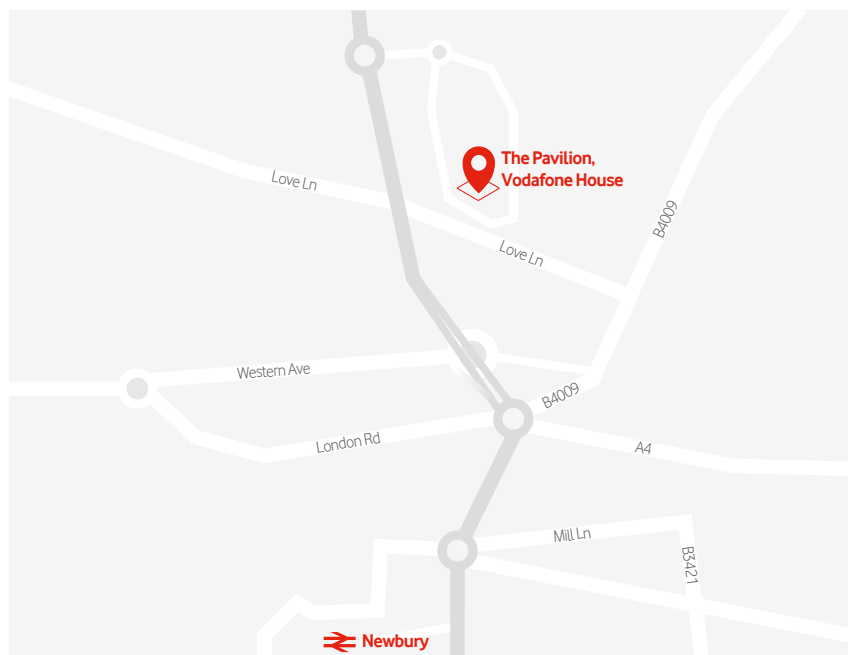 The Pavilion,
Vodafone House
Love Ln
B4009
Love Ln
Western Ave
B4009
London Rd
A4
Mill Ln
B3421
Newbury